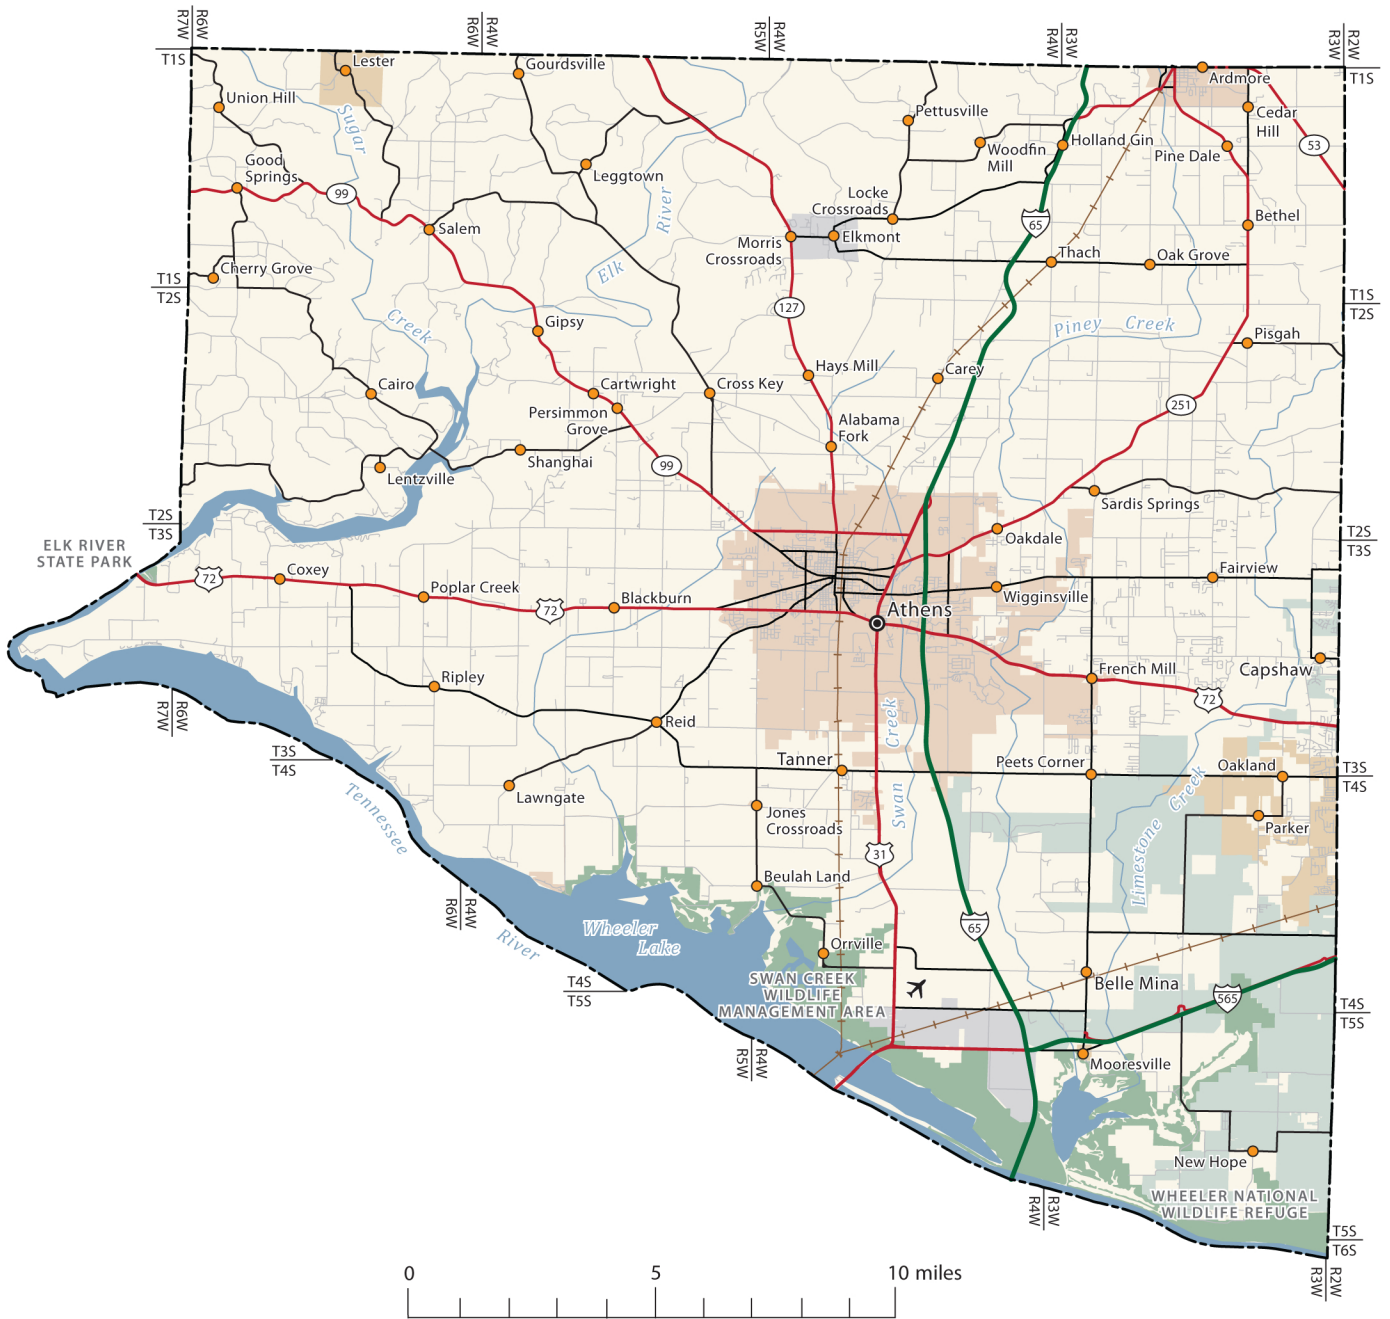 R7W
R6W
R6W
R4W
R5W
R4W
R4W
R3W
R3W
R2W
T1S
T1S
Lester
Gourdsville
Ardmore
Union Hill
Sugar
Pettusville
Cedar
Hill
Holland Gin
Woodfin
Mill
53
Pine Dale
Good
Springs
Leggtown
99
Locke
Crossroads
River
Bethel
65
Salem
Morris
Crossroads
Elkmont
Thach
Oak Grove
Cherry Grove
Elk
T1S
T2S
T1S
T2S
127
Creek
Gipsy
Piney Creek
Pisgah
Hays Mill
Carey
Cairo
Cartwright
Cross Key
Persimmon
Grove
251
Alabama
Fork
Shanghai
99
Lentzville
Sardis Springs
T2S
T3S
T2S
T3S
Oakdale
ELK RIVER
STATE PARK
72
Coxey
Poplar Creek
72
Blackburn
Fairview
Wigginsville
Athens
Ripley
French Mill
Capshaw
72
Reid
R7W
R6W
Swan Creek
T3S
T4S
Tanner
Peets Corner
Oakland
T3S
T4S
Lawngate
Tennessee
River
Jones
Crossroads
Parker
Limestone Creek
31
Beulah Land
R6W
R4W
Wheeler
Lake
65
Orrville
T4S
T5S
SWAN CREEK
WILDLIFE
MANAGEMENT AREA
Belle Mina
565
T4S
T5S
R5W
R4W
Mooresville
New Hope
WHEELER NATIONAL
WILDLIFE REFUGE
R4W
R3W
T5S
T6S
R3W
R2W
0
5
10 miles